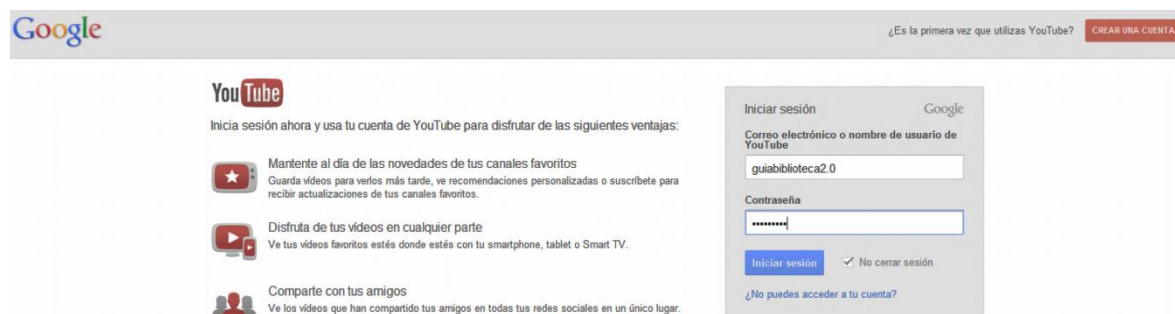 Google
¿Es la primera vez que utilizas YouTube? CREAR UNA CUENTA
YouTube
Inicia sesión ahora y usa tu cuenta de YouTube para disfrutar de las siguientes ventajas:
Mantente al día de las novedades de tus canales favoritos
Guarda vídeos para verlos más tarde, ve recomendaciones personalizadas o suscríbete para
recibir actualizaciones de tus canales favoritos.
Disfruta de tus vídeos en cualquier parte
Ve tus vídeos favoritos estés donde estés con tu smartphone, tablet o Smart TV.
Comparte con tus amigos
Ve los vídeos que han compartido tus amigos en todas tus redes sociales en un único lugar.
Iniciar sesión Google
Correo electrónico o nombre de usuario de
YouTube
guiabiblioteca2.0
Contraseña
•••••••••
Iniciar sesión No cerrar sesión
¿No puedes acceder a tu cuenta?